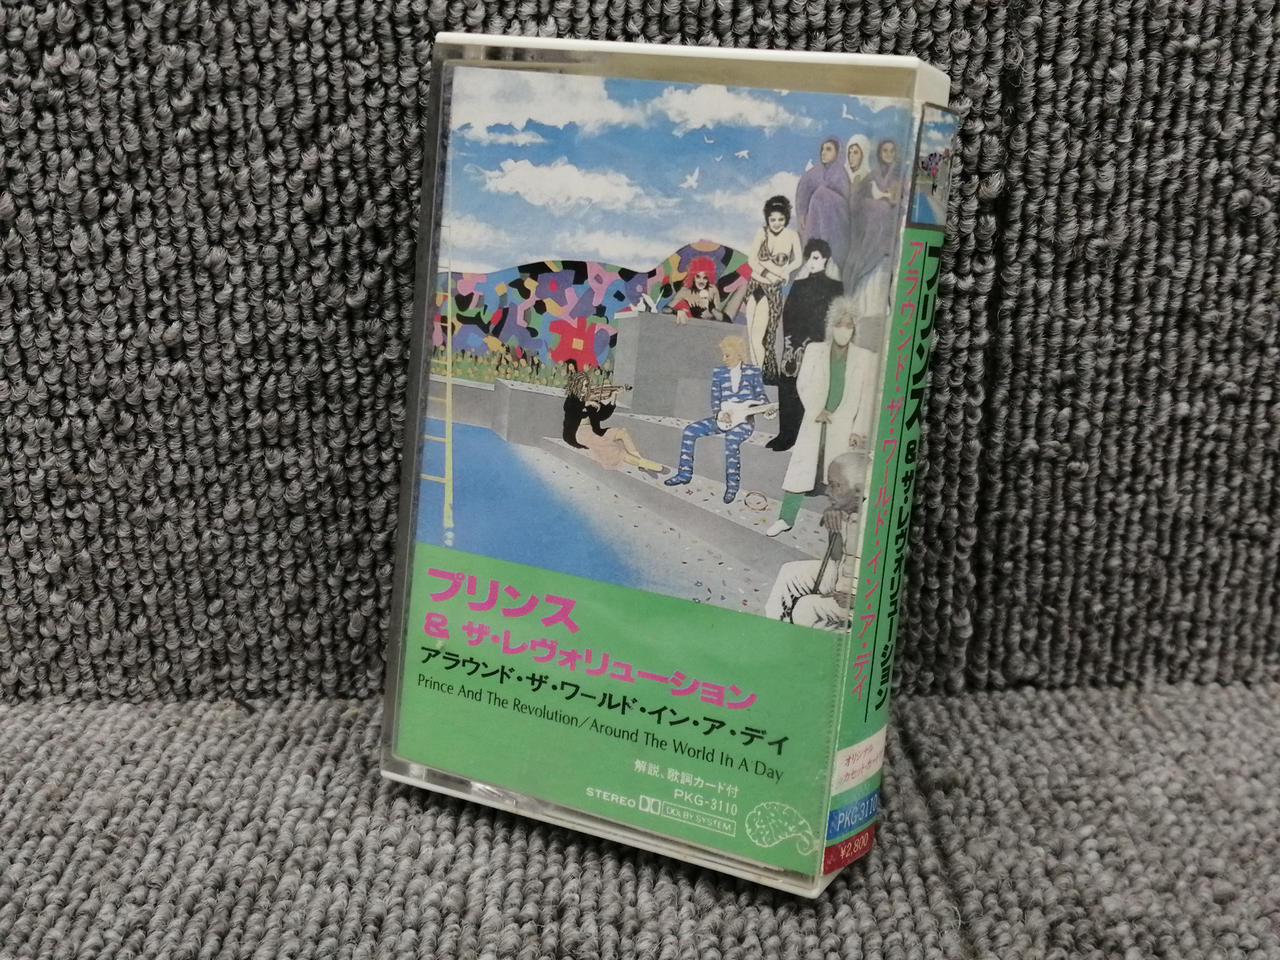 プリンス
& ザ・レヴォリューション
アラウンド・ザ・ワールド・イン・ア・デイ
Prince And The Revolution/Around The World In A Day
解説、歌詞カード付
PKG-3110
STEREO DOLBY SYSTEM
プリンス & ザ・レヴォリューション
アラウンド・ザ・ワールド・イン・ア・デイ
オリジナル
PKG-3110
¥2,800